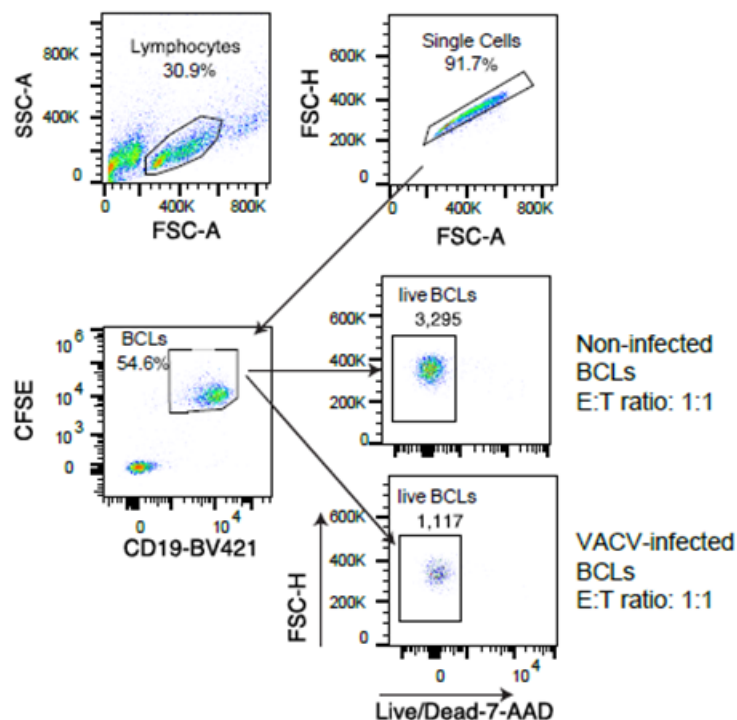 Lymphocytes
30.9%
SSC-A
800K
400K
0
0
400K
800K
FSC-A
Single Cells
91.7%
FSC-H
600K
400K
200K
0
0
400K
800K
FSC-A
BCLs
54.6%
CFSE
10^6
10^4
10^3
0
0
10^4
CD19-BV421
live BCLs
3,295
600K
400K
200K
0
Non-infected
BCLs
E:T ratio: 1:1
live BCLs
1,117
FSC-H
600K
400K
200K
0
0
10^4
Live/Dead-7-AAD
VACV-infected
BCLs
E:T ratio: 1:1